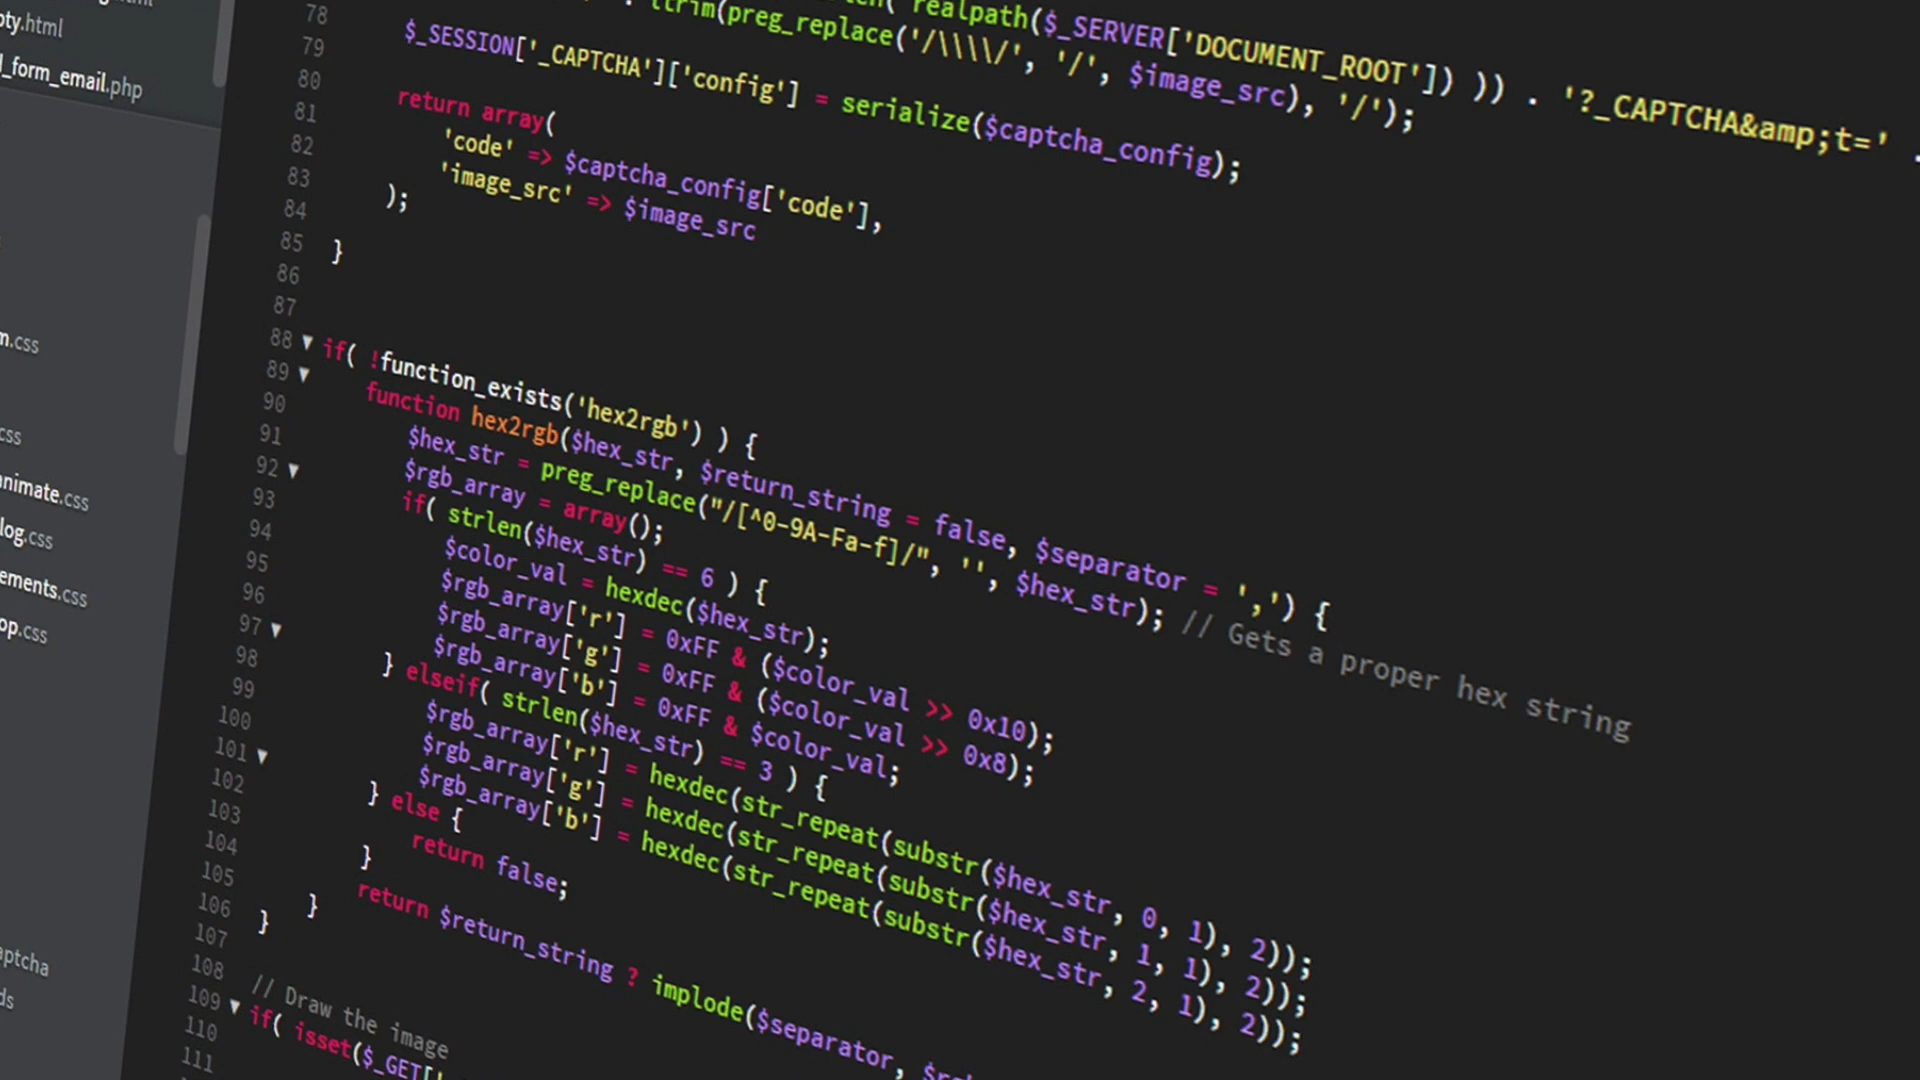 pty.html
l_form_email.php
m.css
css
animate.css
log.css
ements.css
op.css
aptcha
ds
78
79
80
81
82
83
84
85
86
87
88
89
90
91
92
93
94
95
96
97
98
99
100
101
102
103
104
105
106
107
108
109
110
111
realpath($_SERVER['DOCUMENT_ROOT']) )) . '?_CAPTCHA&amp;t=' .
ltrim(preg_replace('/\\\\/', '/', $image_src), '/');
$_SESSION['_CAPTCHA']['config'] = serialize($captcha_config);
return array(
'code' => $captcha_config['code'],
'image_src' => $image_src
);
}
if( !function_exists('hex2rgb') ) {
function hex2rgb($hex_str, $return_string = false, $separator = ',') {
$hex_str = preg_replace("/[^0-9A-Fa-f]/", '', $hex_str); // Gets a proper hex string
$rgb_array = array();
if( strlen($hex_str) == 6 ) {
$color_val = hexdec($hex_str);
$rgb_array['r'] = 0xFF & ($color_val >> 0x10);
$rgb_array['g'] = 0xFF & ($color_val >> 0x8);
$rgb_array['b'] = 0xFF & $color_val;
} elseif( strlen($hex_str) == 3 ) {
$rgb_array['r'] = hexdec(str_repeat(substr($hex_str, 0, 1), 2));
$rgb_array['g'] = hexdec(str_repeat(substr($hex_str, 1, 1), 2));
$rgb_array['b'] = hexdec(str_repeat(substr($hex_str, 2, 1), 2));
} else {
return false;
}
return $return_string ? implode($separator,
}
}
// Draw the image
if( isset($_GET['